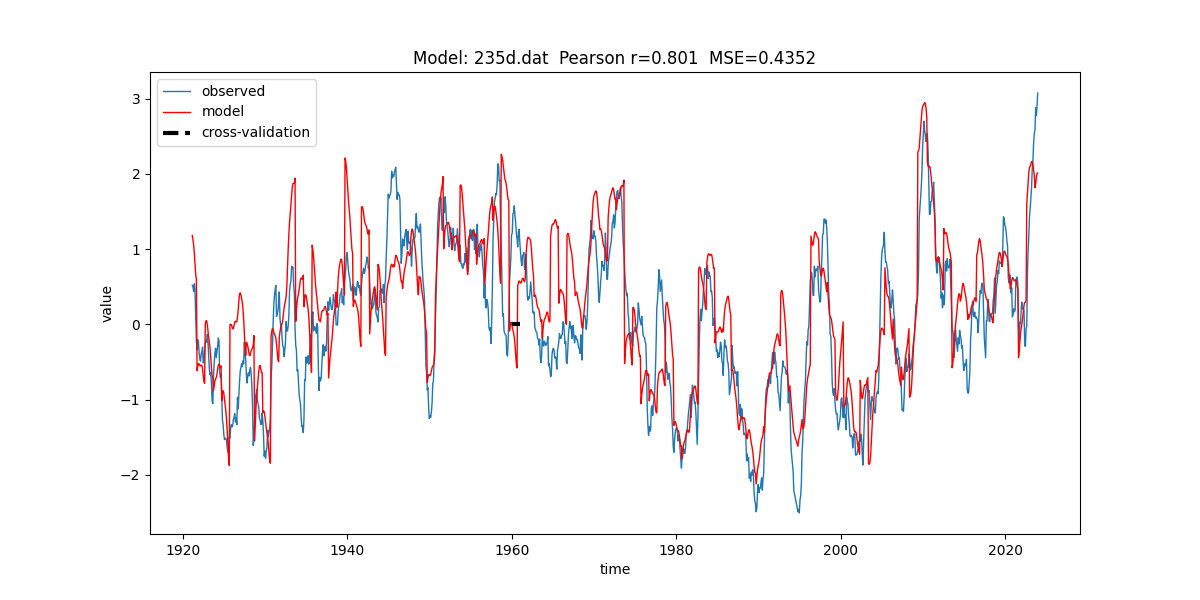 Model: 235d.dat  Pearson r=0.801  MSE=0.4352
observed
model
cross-validation
value
3
2
1
0
−1
−2
1920
1940
1960
1980
2000
2020
time